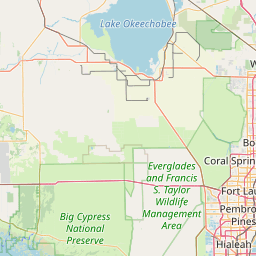 Lake Okeechobee
W
Bo
Coral Sprin
Everglades
and Francis
S. Taylor
Wildlife
Management
Area
Fort Lau
Pembro
Pines
Hialeah
Big Cypress
National
Preserve